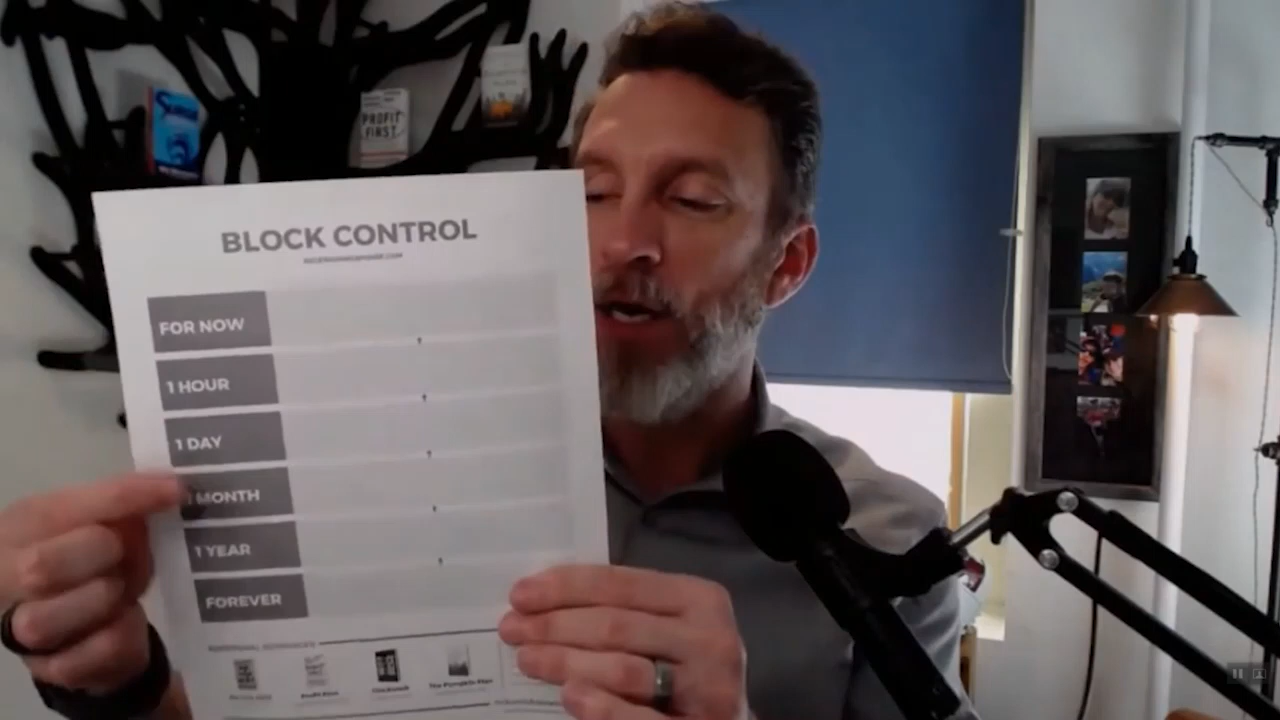 PROFIT
FIRST
BLOCK CONTROL
FOR NOW
1 HOUR
1 DAY
1 MONTH
1 YEAR
FOREVER
Profit First
Clockwork
The Pumpkin Plan